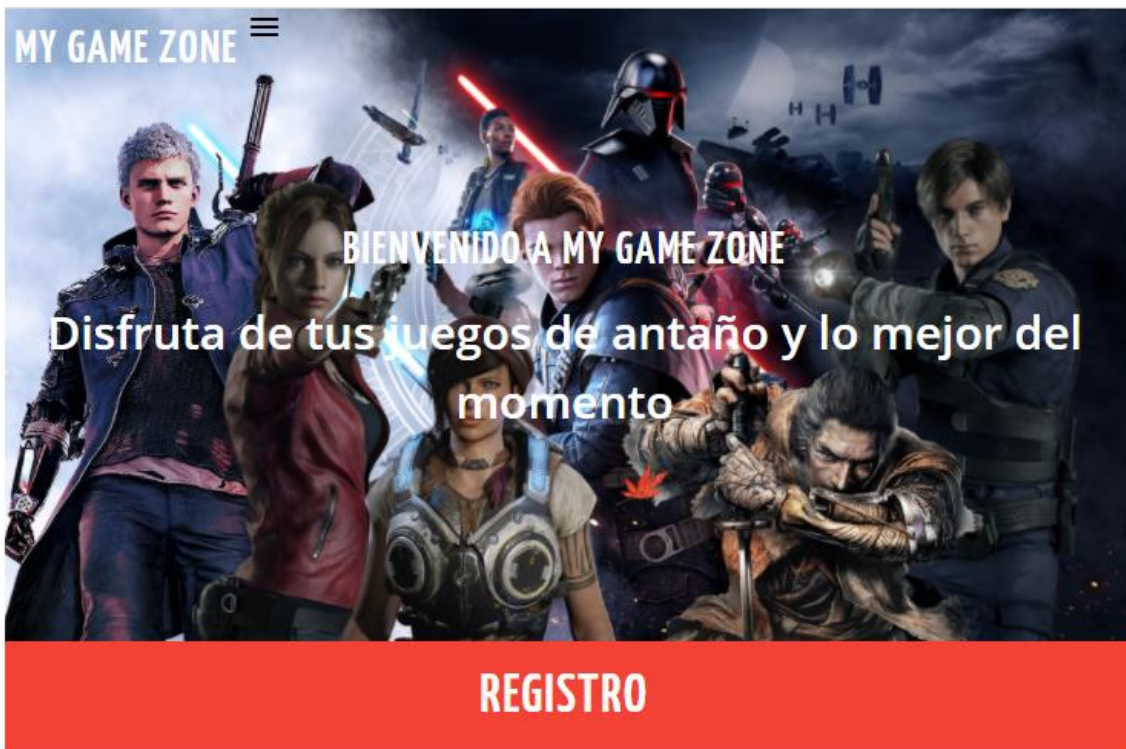 MY GAME ZONE
BIENVENIDO A MY GAME ZONE
Disfruta de tus juegos de antaño y lo mejor del
momento
REGISTRO